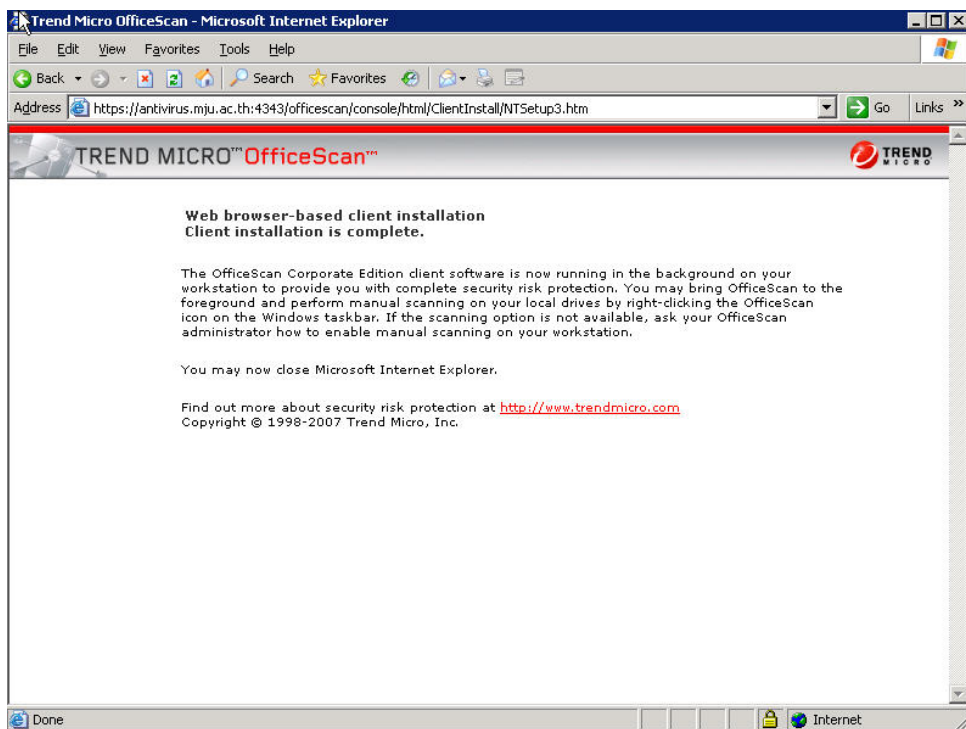 Trend Micro OfficeScan - Microsoft Internet Explorer
File Edit View Favorites Tools Help
Back Search Favorites
Address https://antivirus.mju.ac.th:4343/officescan/console/html/ClientInstall/NTSetup3.htm Go Links »
TREND MICRO™ OfficeScan™ TREND MICRO
Web browser-based client installation
Client installation is complete.
The OfficeScan Corporate Edition client software is now running in the background on your
workstation to provide you with complete security risk protection. You may bring OfficeScan to the
foreground and perform manual scanning on your local drives by right-clicking the OfficeScan
icon on the Windows taskbar. If the scanning option is not available, ask your OfficeScan
administrator how to enable manual scanning on your workstation.
You may now close Microsoft Internet Explorer.
Find out more about security risk protection at http://www.trendmicro.com
Copyright © 1998-2007 Trend Micro, Inc.
Done Internet